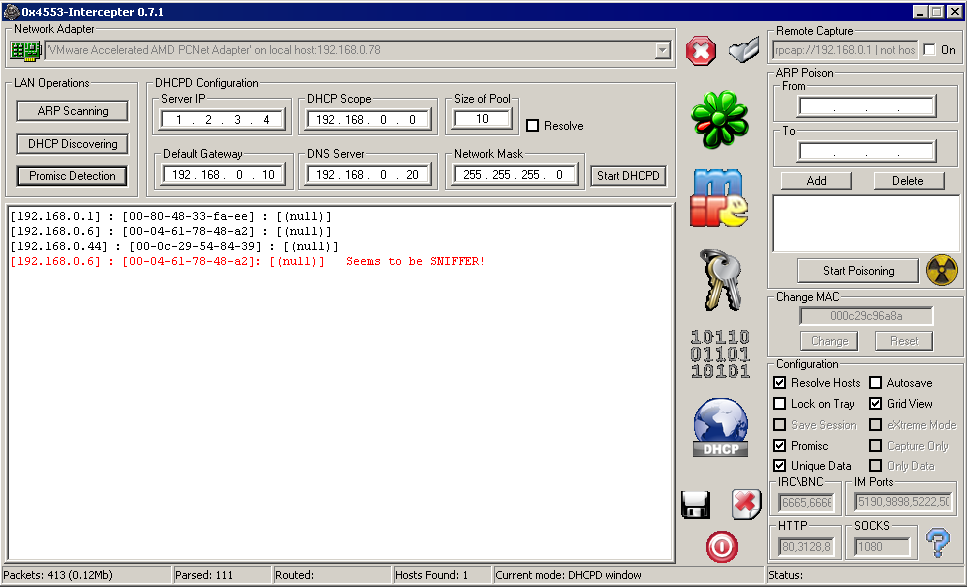 0x4553-Intercepter 0.7.1
Network Adapter
'VMware Accelerated AMD PCNet Adapter' on local host:192.168.0.78
LAN Operations
ARP Scanning
DHCP Discovering
Promisc Detection
DHCPD Configuration
Server IP
1 . 2 . 3 . 4
DHCP Scope
192 . 168 . 0 . 0
Size of Pool
10
Resolve
Default Gateway
192 . 168 . 0 . 10
DNS Server
192 . 168 . 0 . 20
Network Mask
255 . 255 . 255 . 0
Start DHCPD
[192.168.0.1] : [00-80-48-33-fa-ee] : [(null)]
[192.168.0.6] : [00-04-61-78-48-a2] : [(null)]
[192.168.0.44] : [00-0c-29-54-84-39] : [(null)]
[192.168.0.6] : [00-04-61-78-48-a2]: [(null)] Seems to be SNIFFER!
mIRC
10110
01101
10101
DHCP
Remote Capture
rpcap://192.168.0.1 | not hos
On
ARP Poison
From
. . .
To
. . .
Add
Delete
Start Poisoning
Change MAC
000c29c96a8a
Change
Reset
Configuration
Resolve Hosts
Autosave
Lock on Tray
Grid View
Save Session
eXtreme Mode
Promisc
Capture Only
Unique Data
Only Data
IRC\BNC
6665,6666
IM Ports
5190,9898,5222,50
HTTP
80,3128,8
SOCKS
1080
Packets: 413 (0.12Mb)
Parsed: 111
Routed:
Hosts Found: 1
Current mode: DHCPD window
Status: